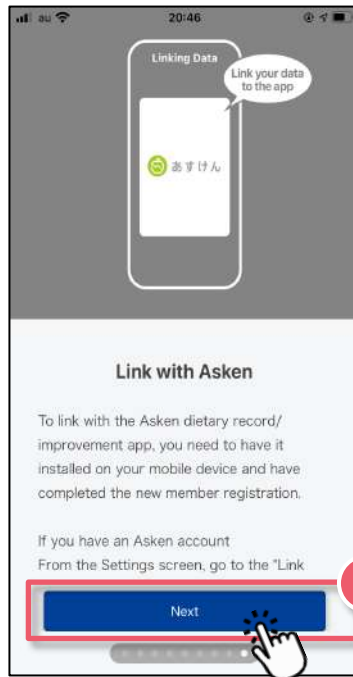 au 20:46
Linking Data
Link your data
to the app
あすけん
Link with Asken
To link with the Asken dietary record/
improvement app, you need to have it
installed on your mobile device and have
completed the new member registration.
If you have an Asken account
From the Settings screen, go to the "Link
Next